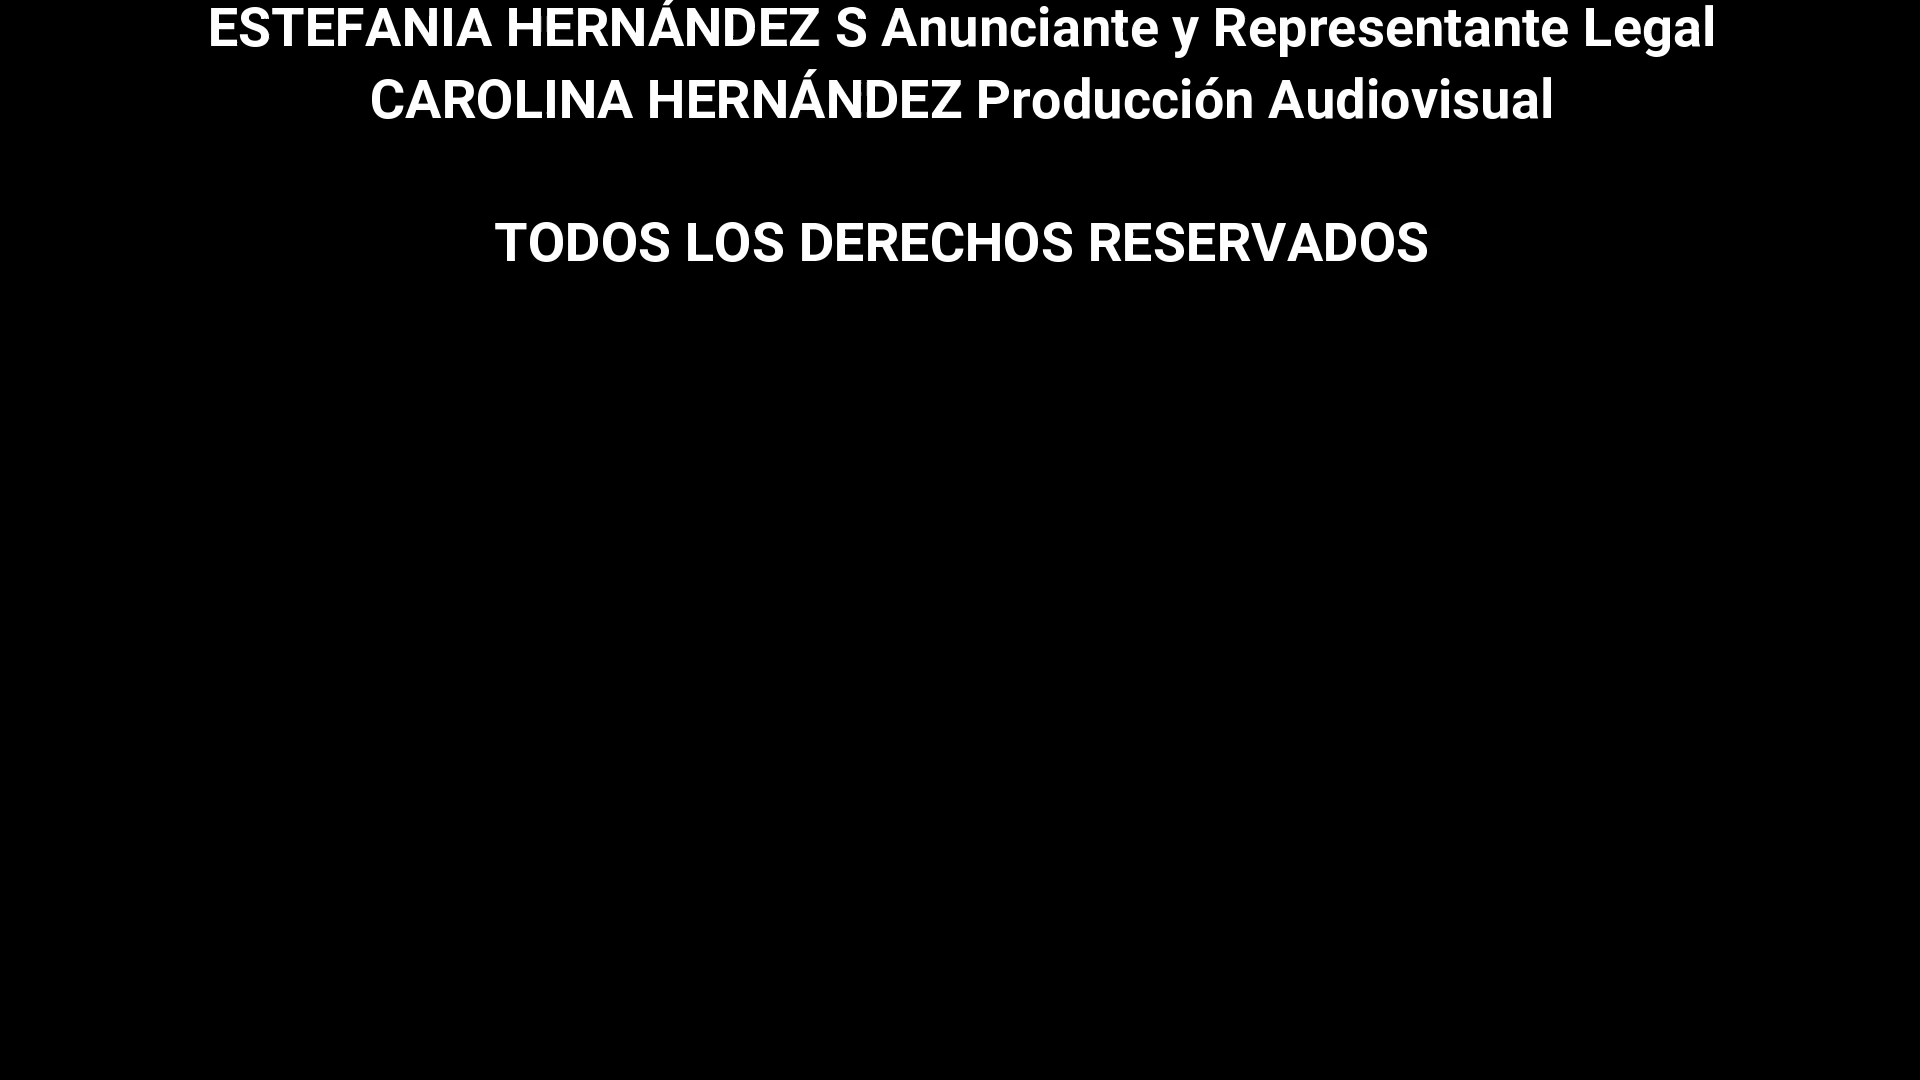 ESTEFANIA HERNÁNDEZ S Anunciante y Representante Legal
CAROLINA HERNÁNDEZ Producción Audiovisual
TODOS LOS DERECHOS RESERVADOS